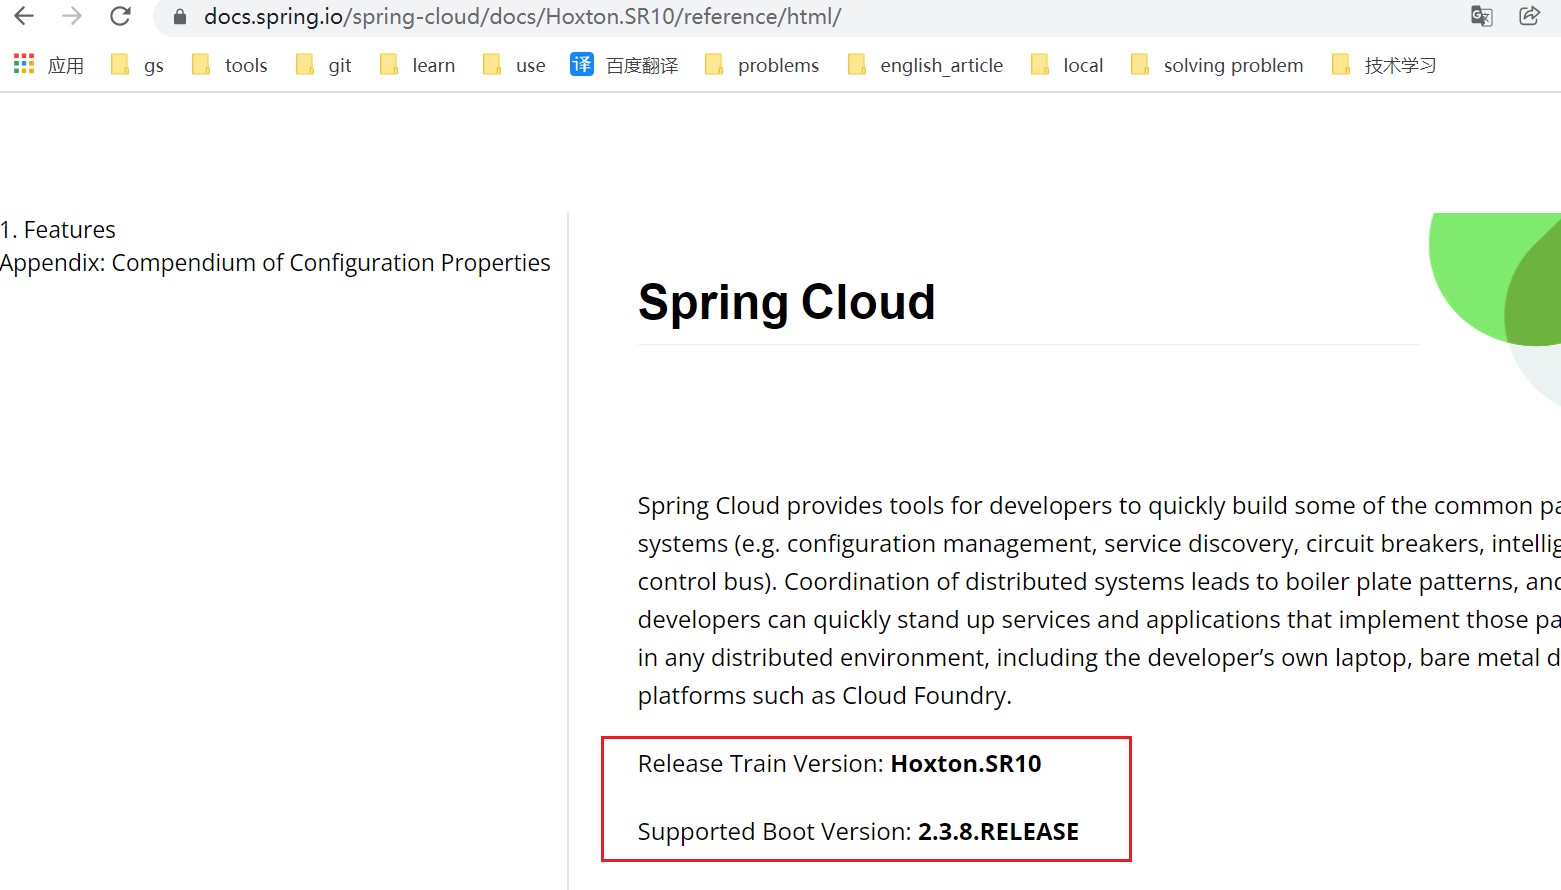 docs.spring.io/spring-cloud/docs/Hoxton.SR10/reference/html/
应用 gs tools git learn use 译 百度翻译 problems english_article local solving problem 技术学习
1. Features
Appendix: Compendium of Configuration Properties
Spring Cloud
Spring Cloud provides tools for developers to quickly build some of the common pa
systems (e.g. configuration management, service discovery, circuit breakers, intellig
control bus). Coordination of distributed systems leads to boiler plate patterns, and
developers can quickly stand up services and applications that implement those pa
in any distributed environment, including the developer’s own laptop, bare metal d
platforms such as Cloud Foundry.
Release Train Version: Hoxton.SR10
Supported Boot Version: 2.3.8.RELEASE